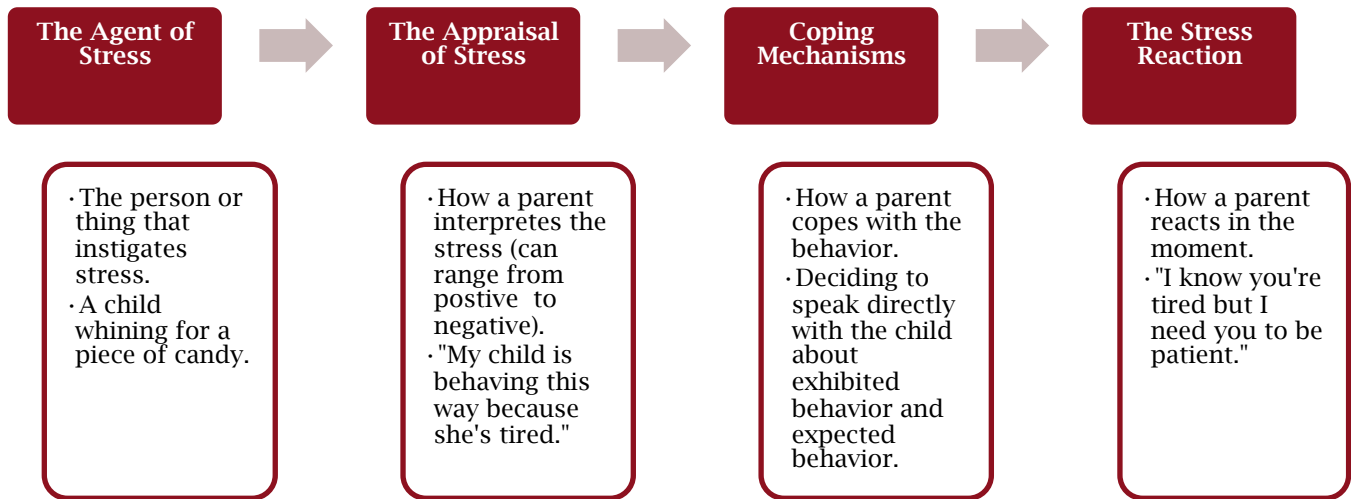 The Agent of
Stress
The Appraisal
of Stress
Coping
Mechanisms
The Stress
Reaction
· The person or
thing that
instigates
stress.
· A child
whining for a
piece of candy.
· How a parent
interpretes the
stress (can
range from
postive to
negative).
· "My child is
behaving this
way because
she's tired."
· How a parent
copes with the
behavior.
· Deciding to
speak directly
with the child
about
exhibited
behavior and
expected
behavior.
· How a parent
reacts in the
moment.
· "I know you're
tired but I
need you to be
patient."